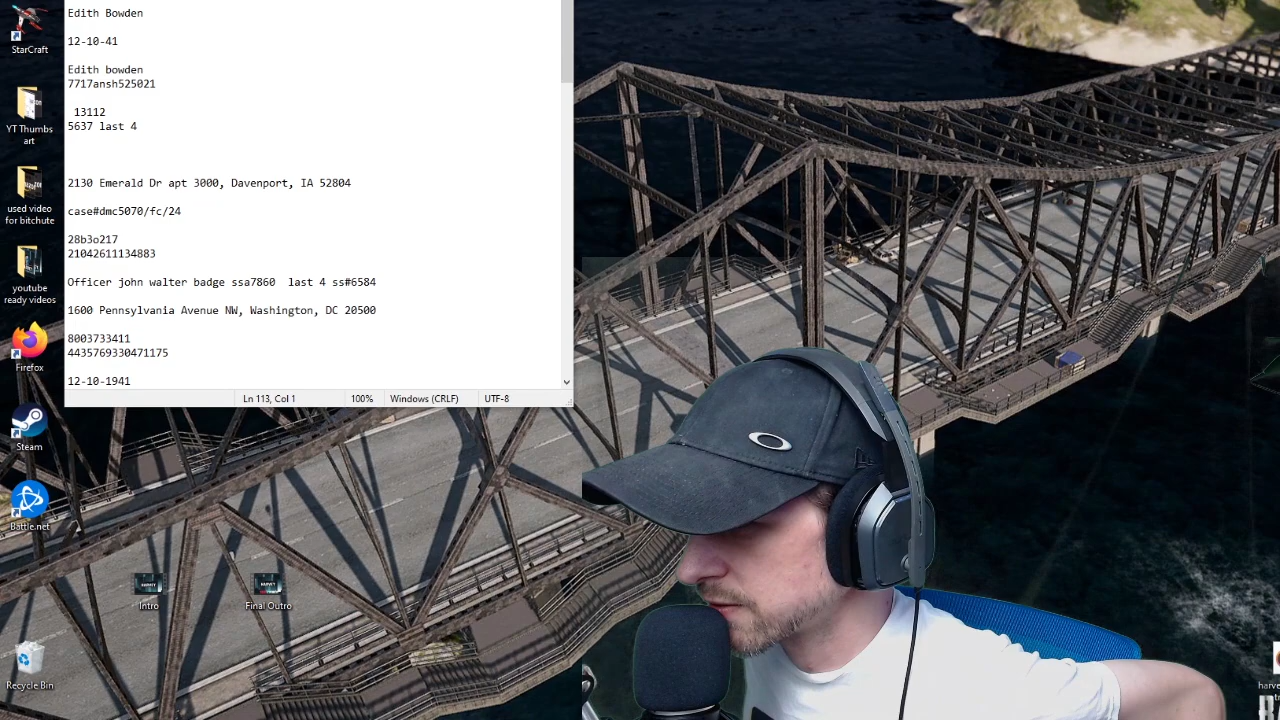 Edith Bowden
12-10-41
Edith bowden
7717ansh525021
13112
5637 last 4
2130 Emerald Dr apt 3000, Davenport, IA 52804
case#dmc5070/fc/24
28b3o217
21042611134883
Officer john walter badge ssa7860  last 4 ss#6584
1600 Pennsylvania Avenue NW, Washington, DC 20500
8003733411
4435769330471175
12-10-1941
Ln 113, Col 1
100%
Windows (CRLF)
UTF-8
StarCraft
YT Thumbs
art
used video
for bitchute
youtube
ready videos
Firefox
Steam
Battle.net
Intro
Final Outro
Recycle Bin